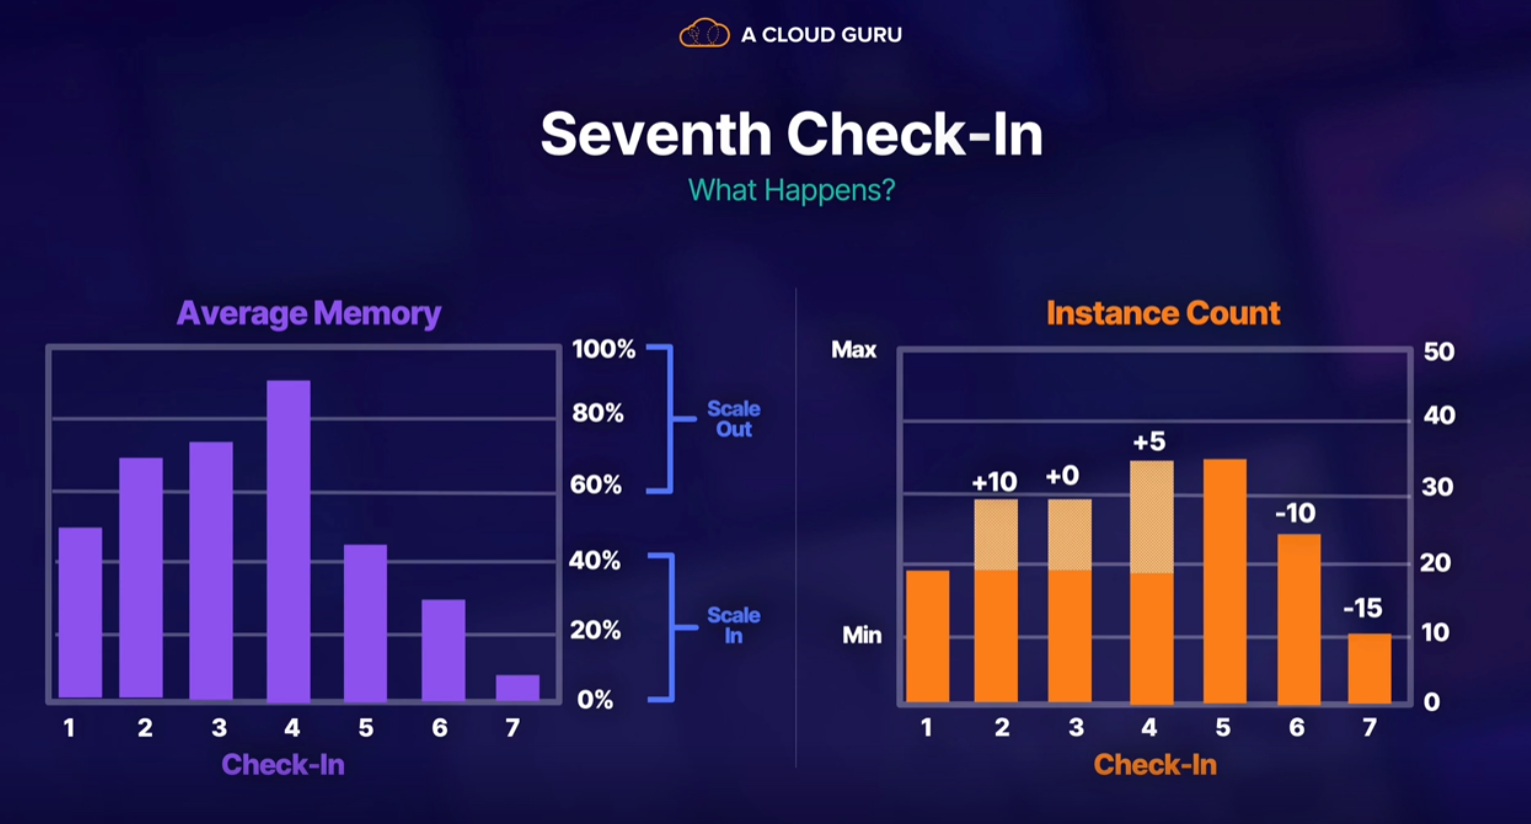 A CLOUD GURU
Seventh Check-In
What Happens?
Average Memory
100%
80%
60%
40%
20%
0%
Scale
Out
Scale
In
1 2 3 4 5 6 7
Check-In
Instance Count
Max
Min
50
40
30
20
10
0
+10
+0
+5
-10
-15
1 2 3 4 5 6 7
Check-In